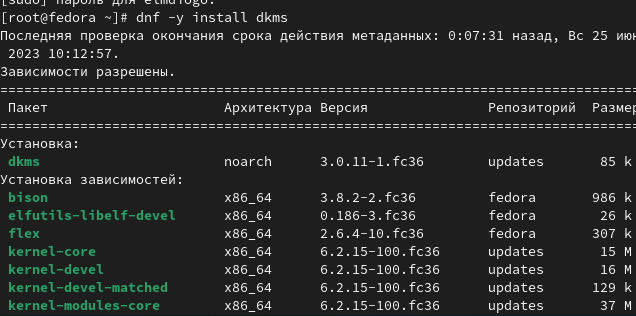 [sudo] пароль для elmdiogo:
[root@fedora ~]# dnf -y install dkms
Последняя проверка окончания срока действия метаданных: 0:07:31 назад, Вс 25 июн
2023 10:12:57.
Зависимости разрешены.
================================================================================
Пакет Архитектура Версия Репозиторий Размер
================================================================================
Установка:
dkms noarch 3.0.11-1.fc36 updates 85 k
Установка зависимостей:
bison x86_64 3.8.2-2.fc36 fedora 986 k
elfutils-libelf-devel x86_64 0.186-3.fc36 fedora 26 k
flex x86_64 2.6.4-10.fc36 fedora 307 k
kernel-core x86_64 6.2.15-100.fc36 updates 15 M
kernel-devel x86_64 6.2.15-100.fc36 updates 16 M
kernel-devel-matched x86_64 6.2.15-100.fc36 updates 129 k
kernel-modules-core x86_64 6.2.15-100.fc36 updates 37 M